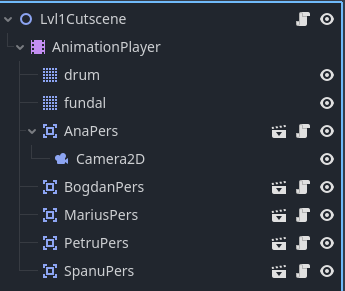 Lvl1Cutscene
AnimationPlayer
drum
fundal
AnaPers
Camera2D
BogdanPers
MariusPers
PetruPers
SpanuPers